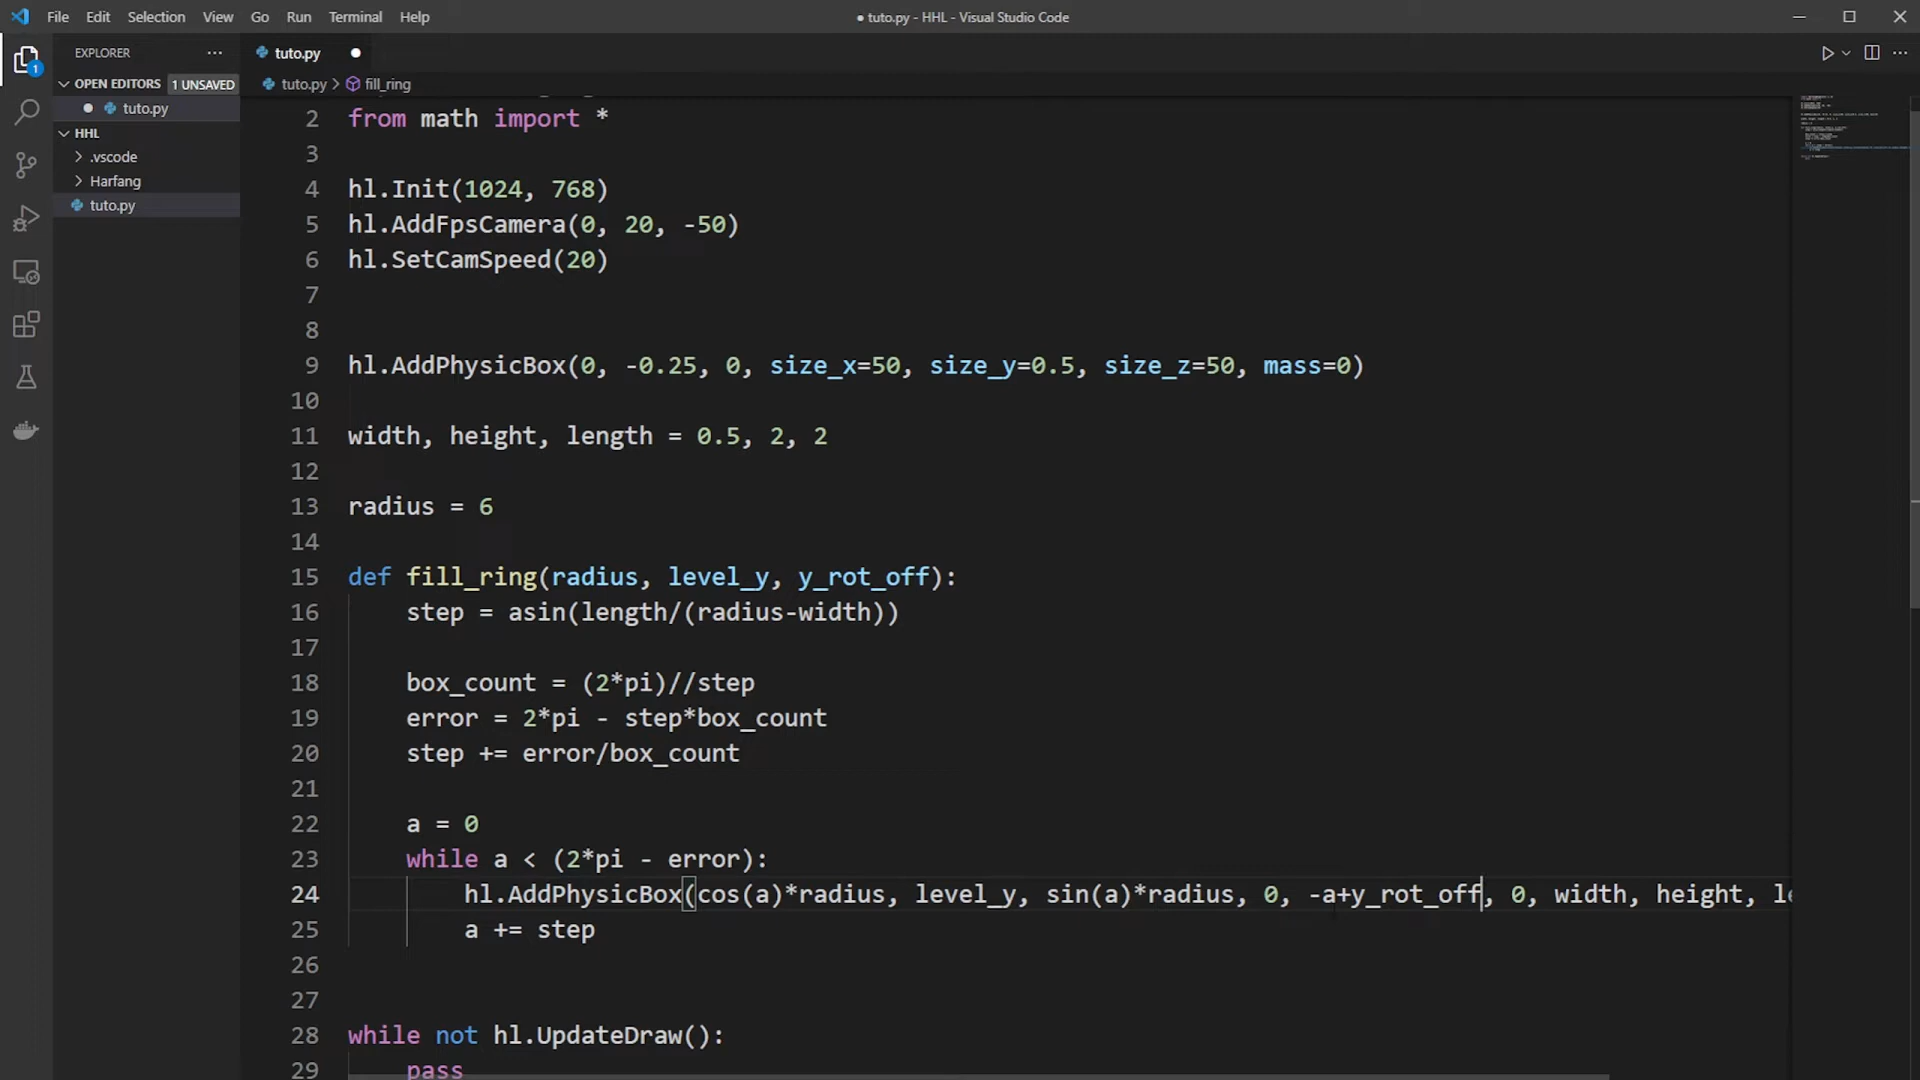 File Edit Selection View Go Run Terminal Help
● tuto.py - HHL - Visual Studio Code
EXPLORER ···
OPEN EDITORS 1 UNSAVED
● tuto.py
HHL
.vscode
Harfang
tuto.py
1
tuto.py ●
tuto.py > fill_ring
2 from math import *
3
4 hl.Init(1024, 768)
5 hl.AddFpsCamera(0, 20, -50)
6 hl.SetCamSpeed(20)
7
8
9 hl.AddPhysicBox(0, -0.25, 0, size_x=50, size_y=0.5, size_z=50, mass=0)
10
11 width, height, length = 0.5, 2, 2
12
13 radius = 6
14
15 def fill_ring(radius, level_y, y_rot_off):
16 step = asin(length/(radius-width))
17
18 box_count = (2*pi)//step
19 error = 2*pi - step*box_count
20 step += error/box_count
21
22 a = 0
23 while a < (2*pi - error):
24 hl.AddPhysicBox(cos(a)*radius, level_y, sin(a)*radius, 0, -a+y_rot_off, 0, width, height, le
25 a += step
26
27
28 while not hl.UpdateDraw():
29 pass